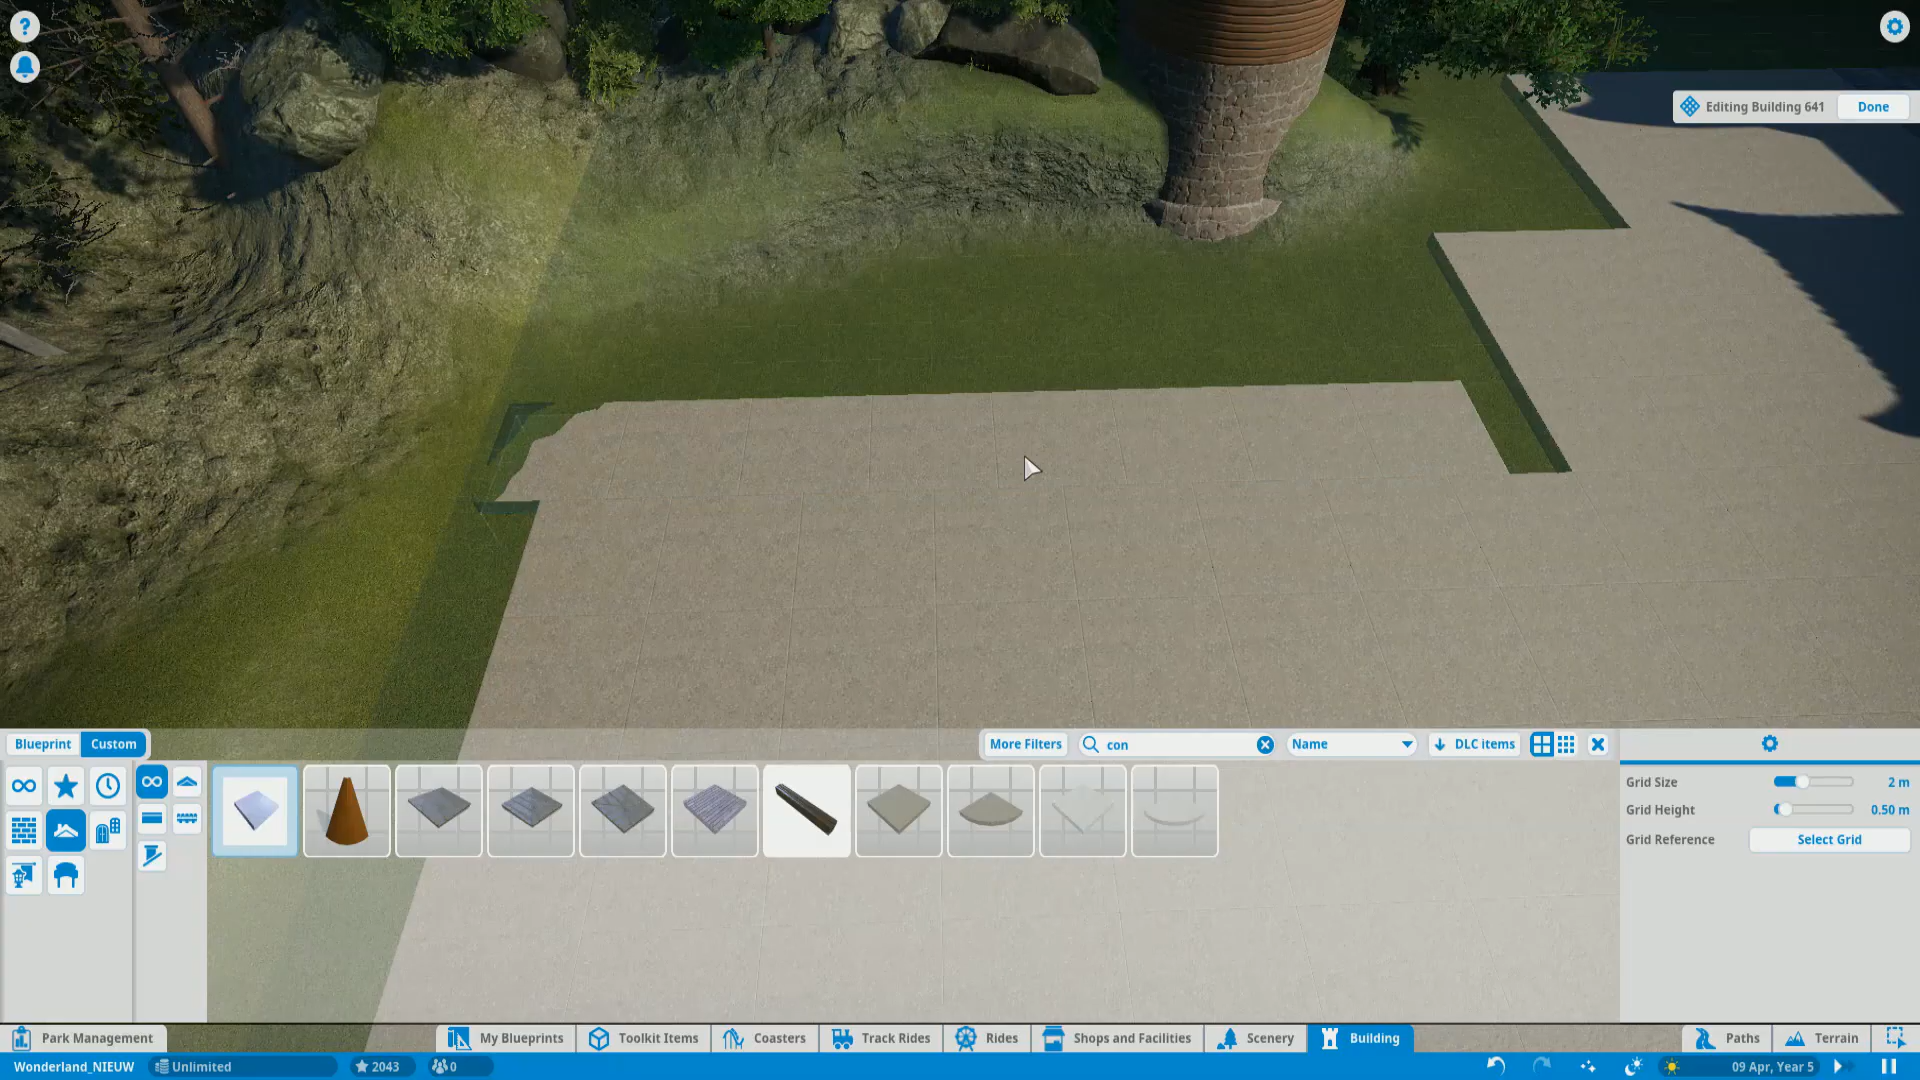 ?
Editing Building 641
Done
Blueprint
Custom
More Filters
con
Name
DLC items
Grid Size
2 m
Grid Height
0.50 m
Grid Reference
Select Grid
Park Management
My Blueprints
Toolkit Items
Coasters
Track Rides
Rides
Shops and Facilities
Scenery
Building
Paths
Terrain
Wonderland_NIEUW
Unlimited
2043
0
09 Apr, Year 5